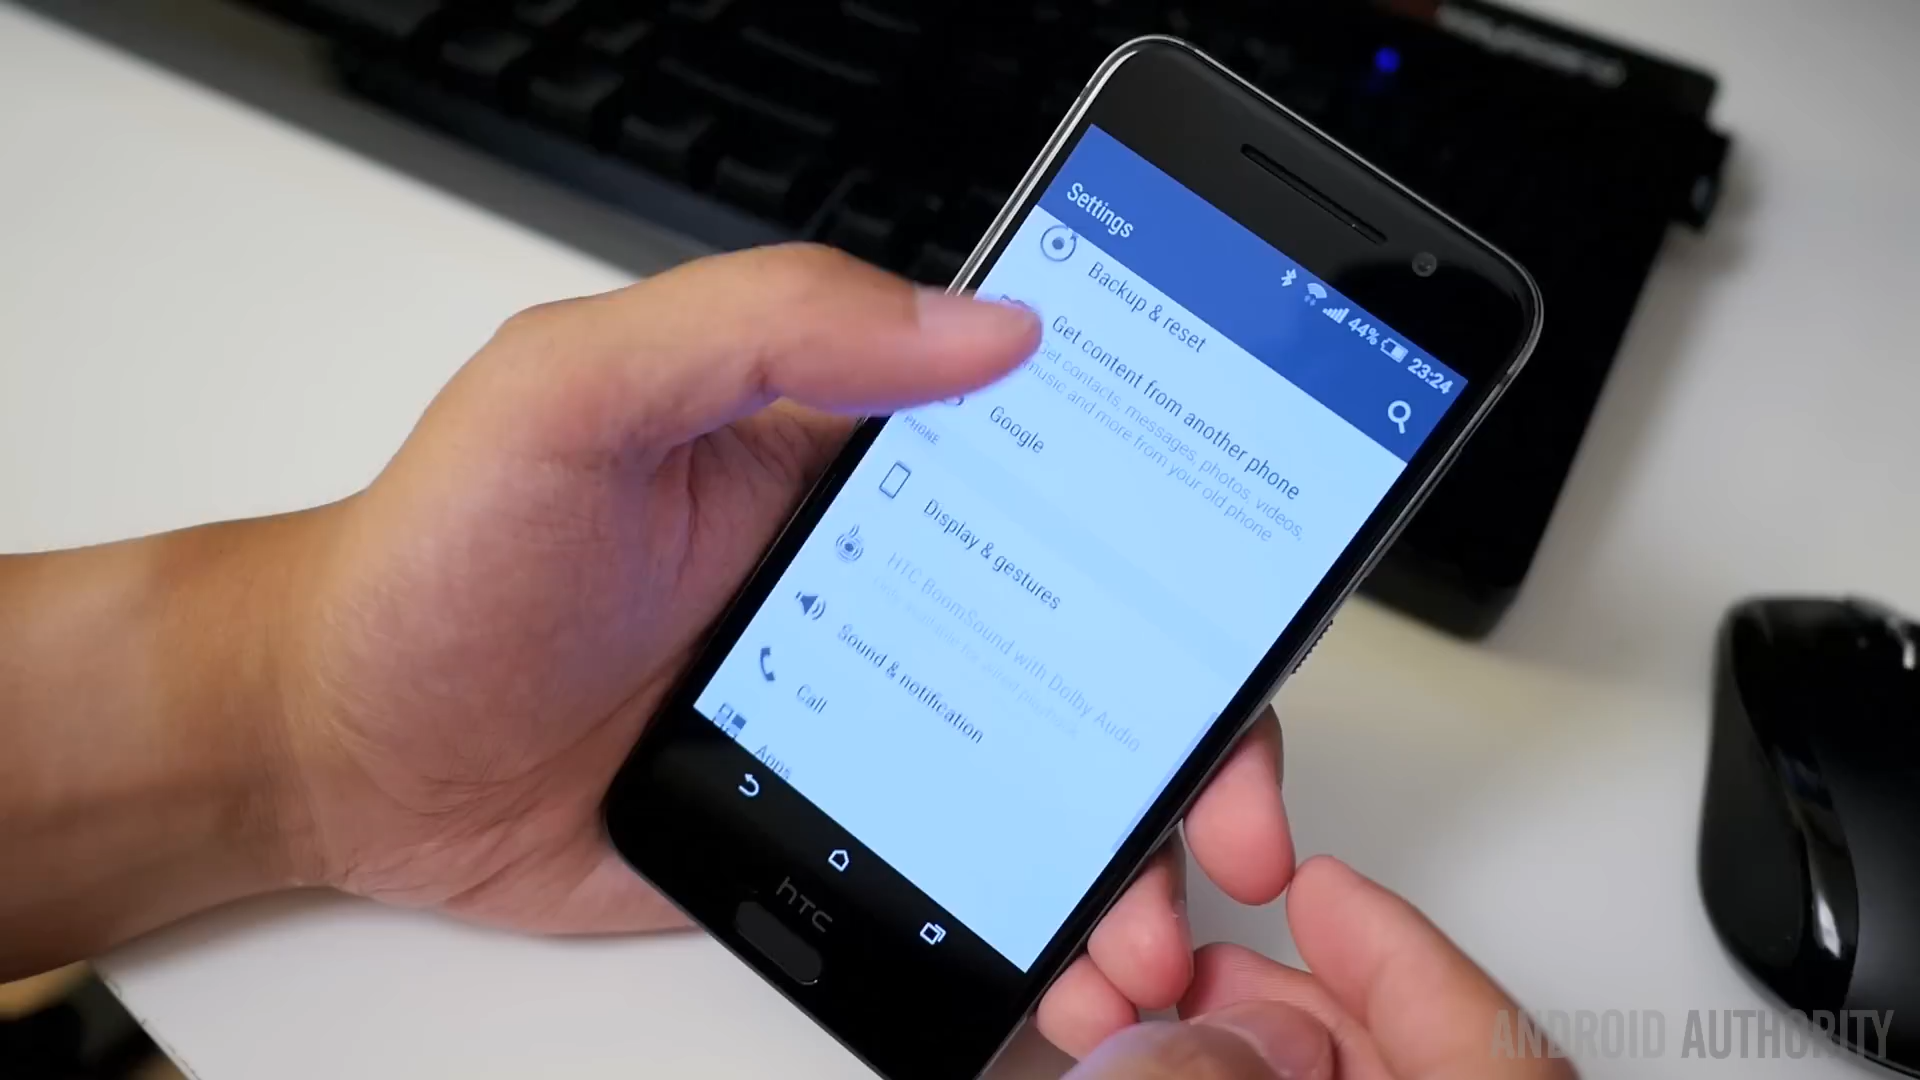 44% 23:24
Settings
Backup & reset
Get content from another phone
Get contacts, messages, photos, videos,
music and more from your old phone
Google
PHONE
Display & gestures
HTC BoomSound with Dolby Audio
Sound & notification
Call
Apps
hTC
ANDROID AUTHORITY